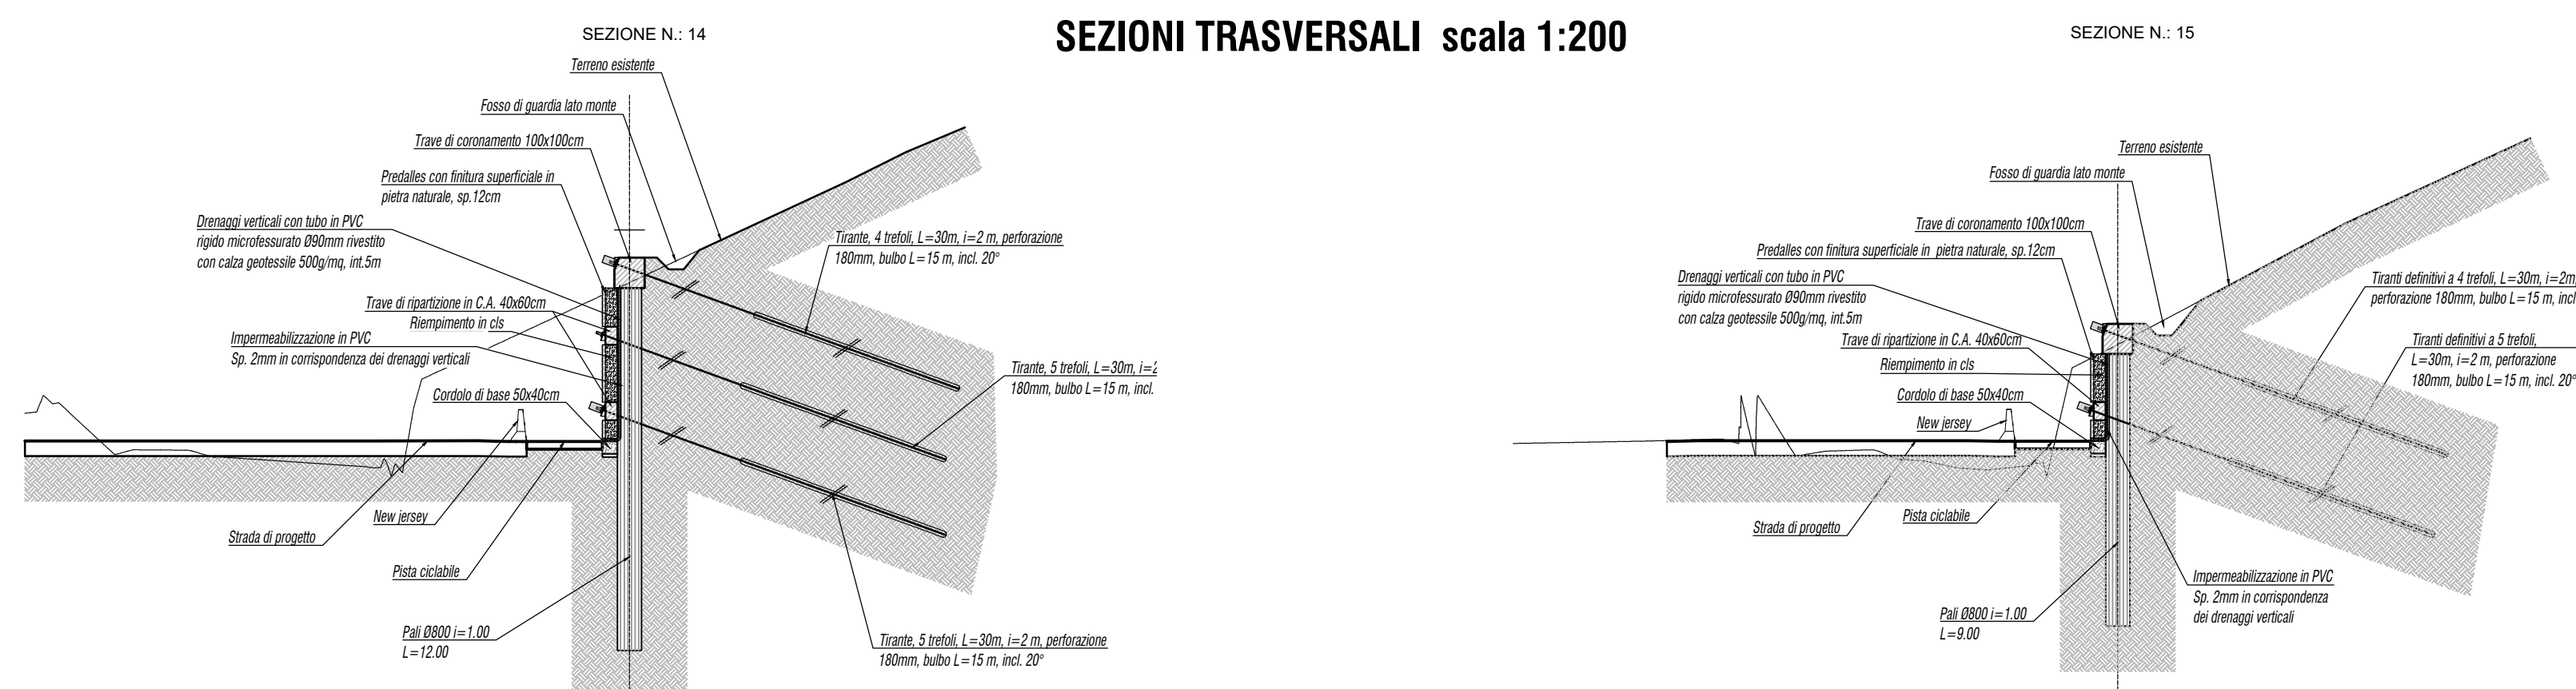 SEZIONI TRASVERSALI scala 1:200
SEZIONE N.: 14
Terreno esistente
Fosso di guardia lato monte
Trave di coronamento 100x100cm
Predalles con finitura superficiale in
pietra naturale, sp.12cm
Drenaggi verticali con tubo in PVC
rigido microfessurato Ø90mm rivestito
con calza geotessile 500g/mq, int.5m
Trave di ripartizione in C.A. 40x60cm
Riempimento in cls
Impermeabilizzazione in PVC
Sp. 2mm in corrispondenza dei drenaggi verticali
Cordolo di base 50x40cm
New jersey
Strada di progetto
Pista ciclabile
Pali Ø800 i=1.00
L=12.00
Tirante, 4 trefoli, L=30m, i=2 m, perforazione
180mm, bulbo L=15 m, incl. 20°
Tirante, 5 trefoli, L=30m, i=2
180mm, bulbo L=15 m, incl.
Tirante, 5 trefoli, L=30m, i=2 m, perforazione
180mm, bulbo L=15 m, incl. 20°
SEZIONE N.: 15
Terreno esistente
Fosso di guardia lato monte
Trave di coronamento 100x100cm
Predalles con finitura superficiale in pietra naturale, sp.12cm
Drenaggi verticali con tubo in PVC
rigido microfessurato Ø90mm rivestito
con calza geotessile 500g/mq, int.5m
Trave di ripartizione in C.A. 40x60cm
Riempimento in cls
Cordolo di base 50x40cm
New jersey
Strada di progetto
Pista ciclabile
Pali Ø800 i=1.00
L=9.00
Impermeabilizzazione in PVC
Sp. 2mm in corrispondenza
dei drenaggi verticali
Tiranti definitivi a 4 trefoli, L=30m, i=2m,
perforazione 180mm, bulbo L=15 m, incl
Tiranti definitivi a 5 trefoli,
L=30m, i=2 m, perforazione
180mm, bulbo L=15 m, incl. 20°